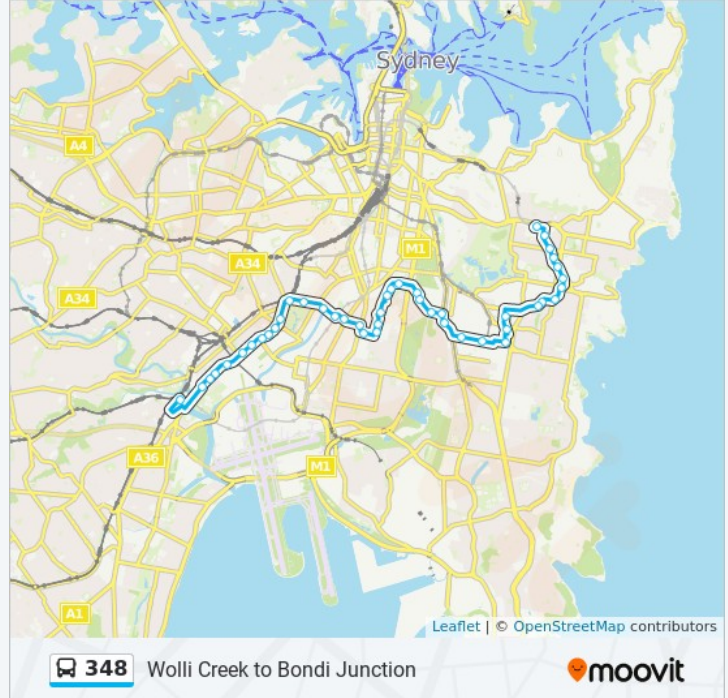 Sydney
A4
M1
A34
A34
A36
M1
A1
Leaflet | © OpenStreetMap contributors
348 Wolli Creek to Bondi Junction
moovit